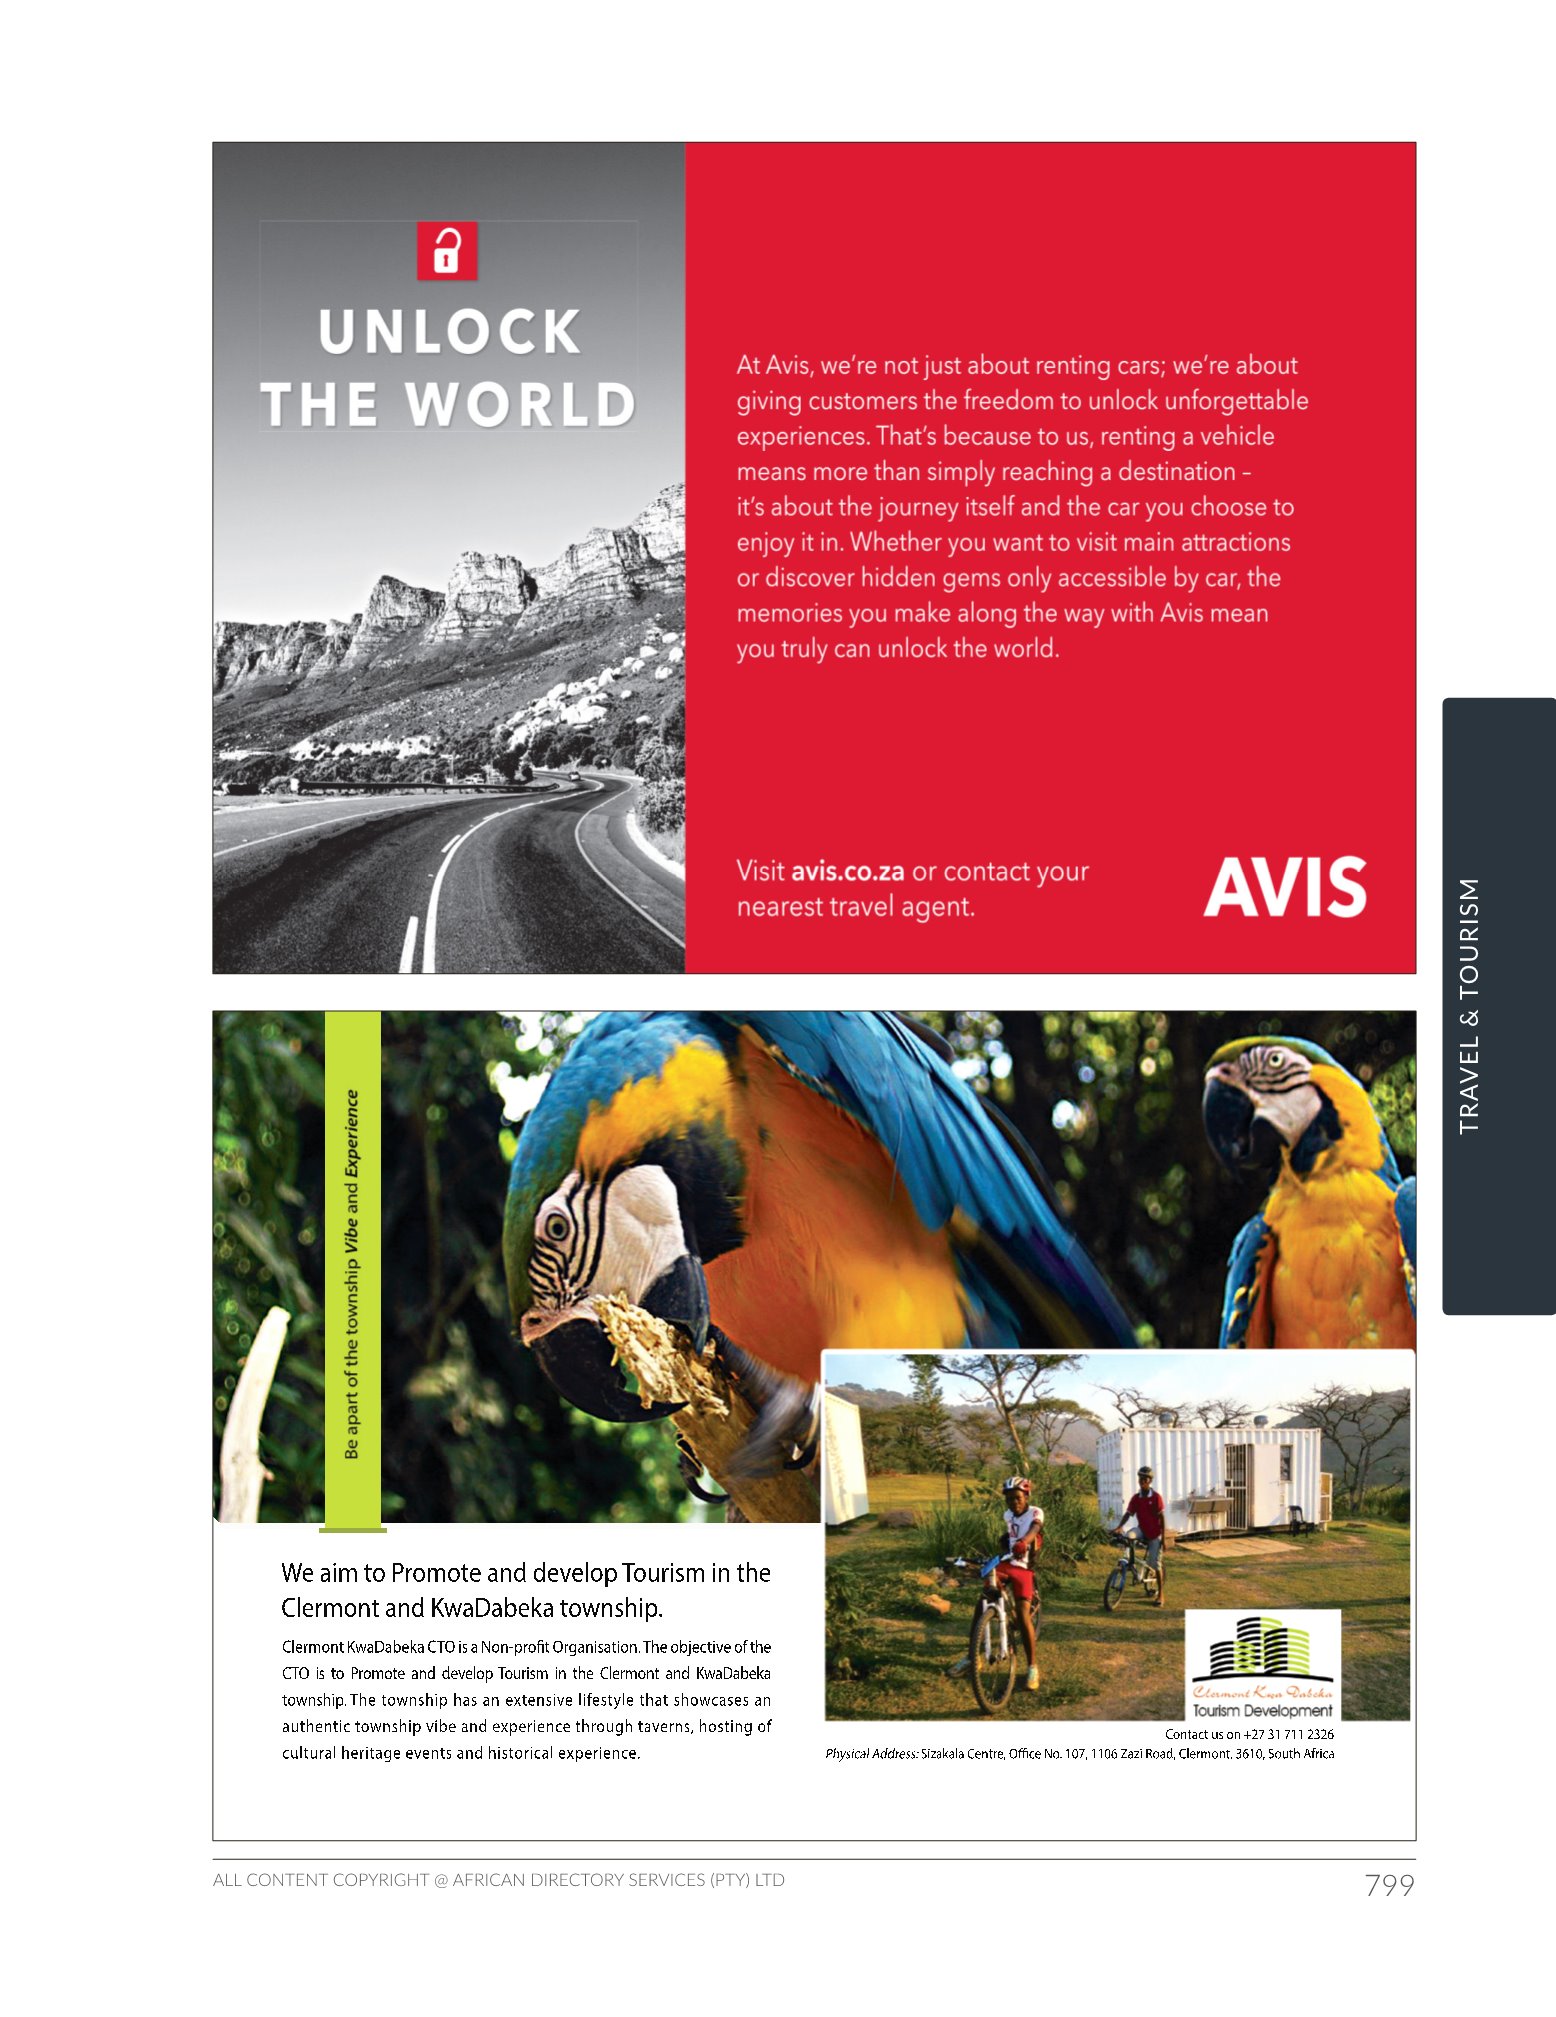 UNLOCK
THE WORLD
At Avis, we're not just about renting cars; we're about
giving customers the freedom to unlock unforgettable
experiences. That's because to us, renting a vehicle
means more than simply reaching a destination –
it's about the journey itself and the car you choose to
enjoy it in. Whether you want to visit main attractions
or discover hidden gems only accessible by car, the
memories you make along the way with Avis mean
you truly can unlock the world.
Visit avis.co.za or contact your
nearest travel agent.
AVIS
TRAVEL & TOURISM
Be apart of the township Vibe and Experience
We aim to Promote and develop Tourism in the
Clermont and KwaDabeka township.
Clermont KwaDabeka CTO is a Non-profit Organisation. The objective of the
CTO is to Promote and develop Tourism in the Clermont and KwaDabeka
township. The township has an extensive lifestyle that showcases an
authentic township vibe and experience through taverns, hosting of
cultural heritage events and historical experience.
Clermont Kwa Dabeka
Tourism Development
Contact us on +27 31 711 2326
Physical Address: Sizakala Centre, Office No. 107, 1106 Zazi Road, Clermont, 3610, South Africa
ALL CONTENT COPYRIGHT @ AFRICAN DIRECTORY SERVICES (PTY) LTD
799